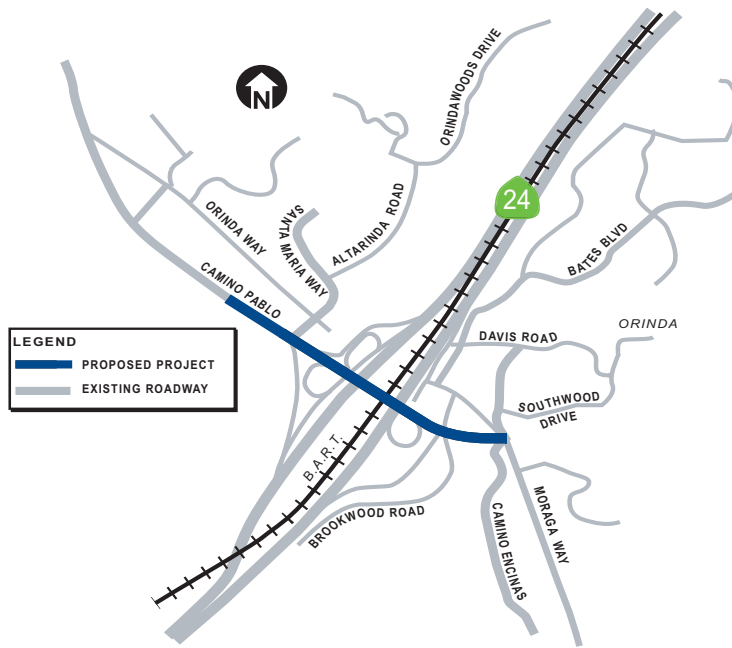 ORINDAWOODS DRIVE
N
24
SANTA MARIA WAY
ALTARINDA ROAD
ORINDA WAY
BATES BLVD
CAMINO PABLO
ORINDA
LEGEND
PROPOSED PROJECT
EXISTING ROADWAY
DAVIS ROAD
SOUTHWOOD
DRIVE
B.A.R.T.
BROOKWOOD ROAD
CAMINO ENCINAS
MORAGA WAY